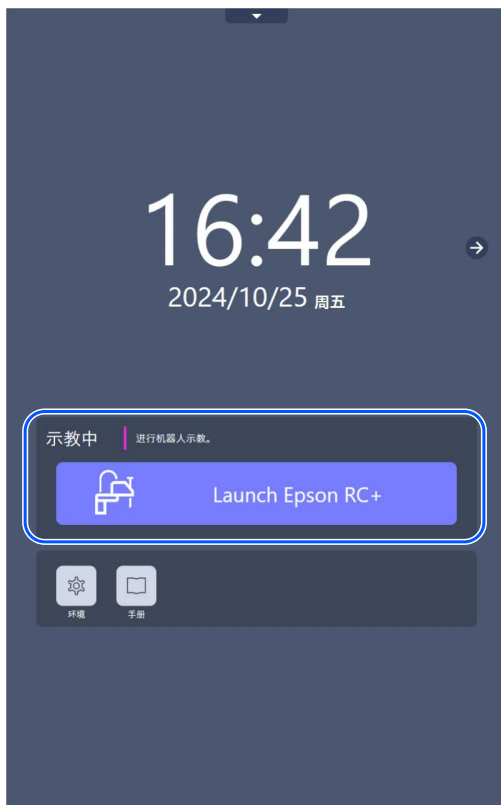 16:42
2024/10/25 周五
示教中 进行机器人示教。
Launch Epson RC+
环境 手册